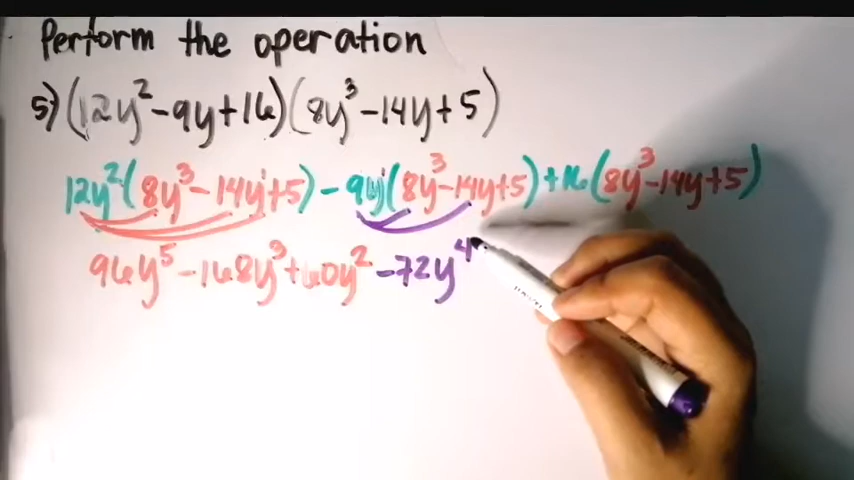 Perform the operation
5) (12y² - 9y + 16)(8y³ - 14y + 5)
12y²(8y³ - 14y + 5) - 9y(8y³ - 14y + 5) + 16(8y³ - 14y + 5)
96y⁵ - 168y³ + 60y² - 72y⁴